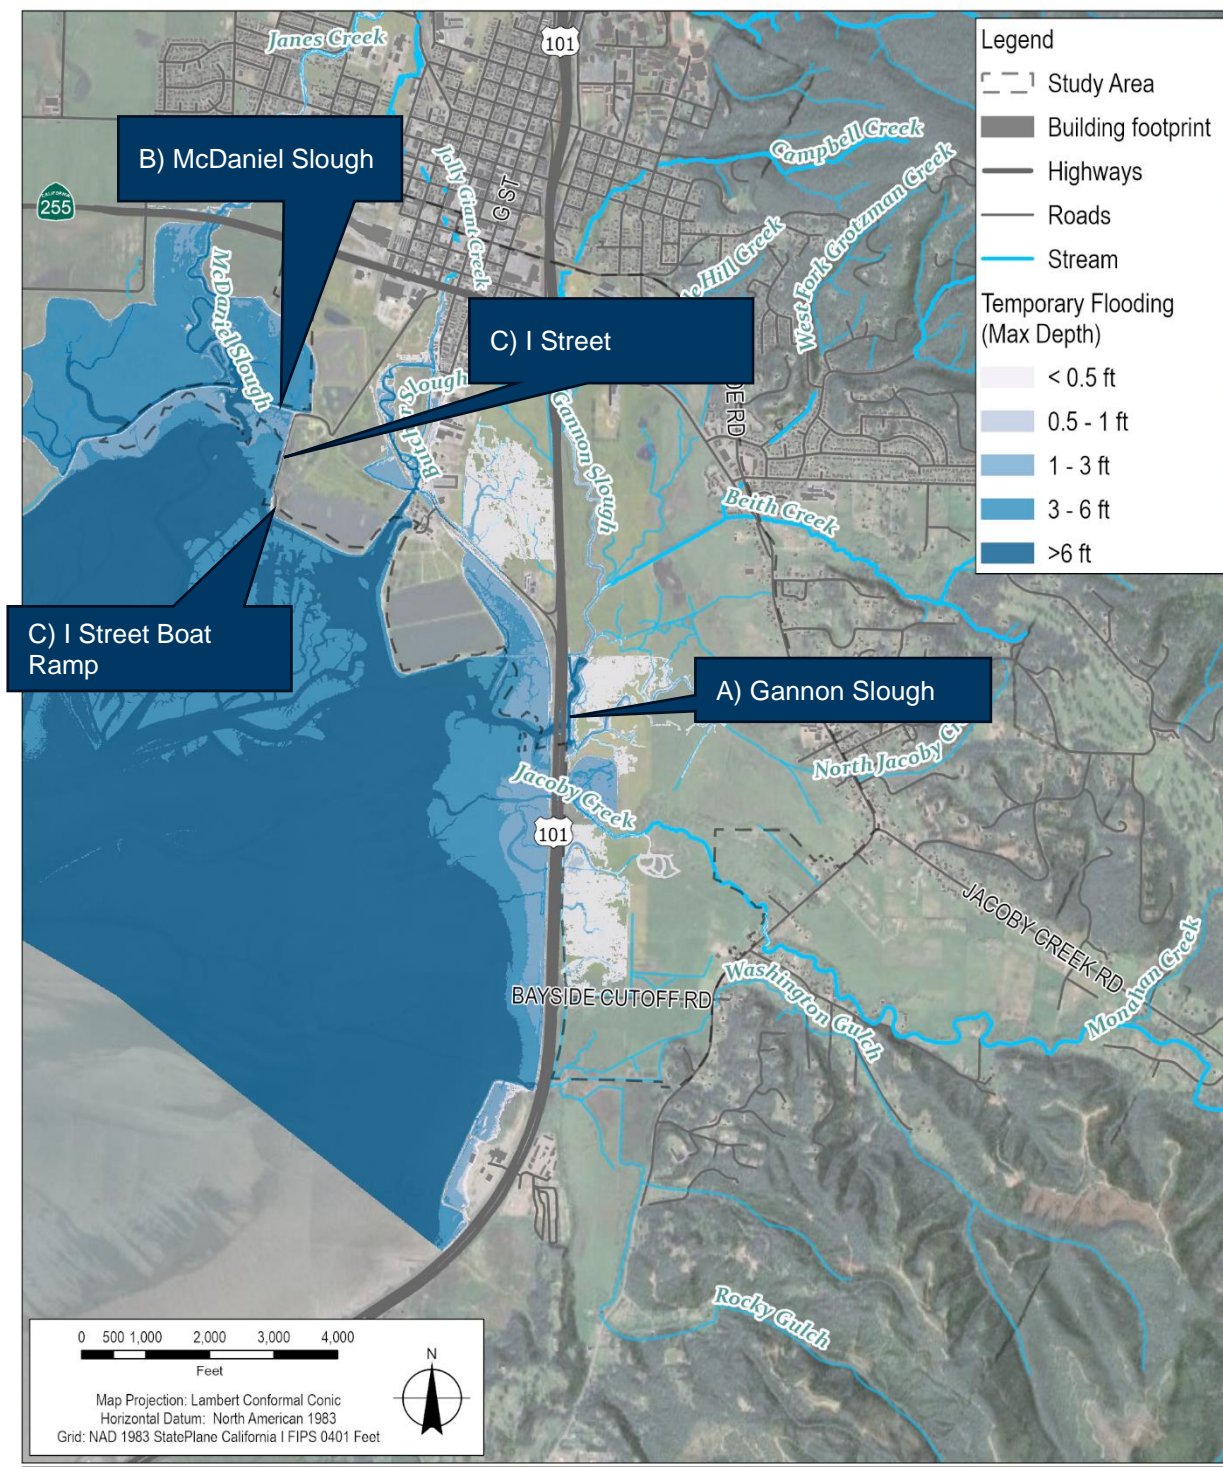 Janes Creek
101
Legend
Study Area
Building footprint
Highways
Roads
Stream
Temporary Flooding
(Max Depth)
< 0.5 ft
0.5 - 1 ft
1 - 3 ft
3 - 6 ft
>6 ft
Campbell Creek
B) McDaniel Slough
Jolly Giant Creek
G ST
West Fork Grotzman Creek
CALIFORNIA
255
McDaniel Slough
Hill Creek
C) I Street
Slough
Gannon Slough
Beith Creek
C) I Street Boat
Ramp
A) Gannon Slough
North Jacoby
Jacoby Creek
101
JACOBY CREEK RD
Monahan Creek
Washington Gulch
BAYSIDE CUTOFF RD
Rocky Gulch
0 500 1,000 2,000 3,000 4,000
Feet
N
Map Projection: Lambert Conformal Conic
Horizontal Datum: North American 1983
Grid: NAD 1983 StatePlane California I FIPS 0401 Feet